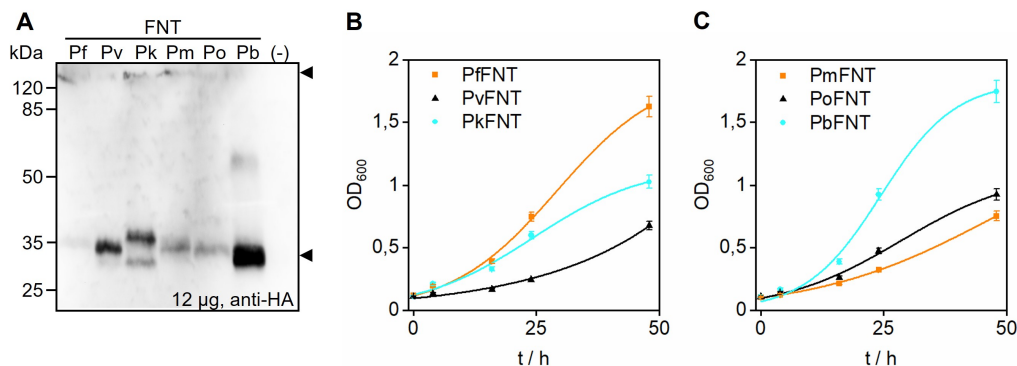 A
FNT
kDa
Pf Pv Pk Pm Po Pb (-)
120
85
50
35
25
12 µg, anti-HA
B
2
1,5
1
0,5
0
OD600
PfFNT
PvFNT
PkFNT
0 25 50
t / h
C
2
1,5
1
0,5
0
OD600
PmFNT
PoFNT
PbFNT
0 25 50
t / h